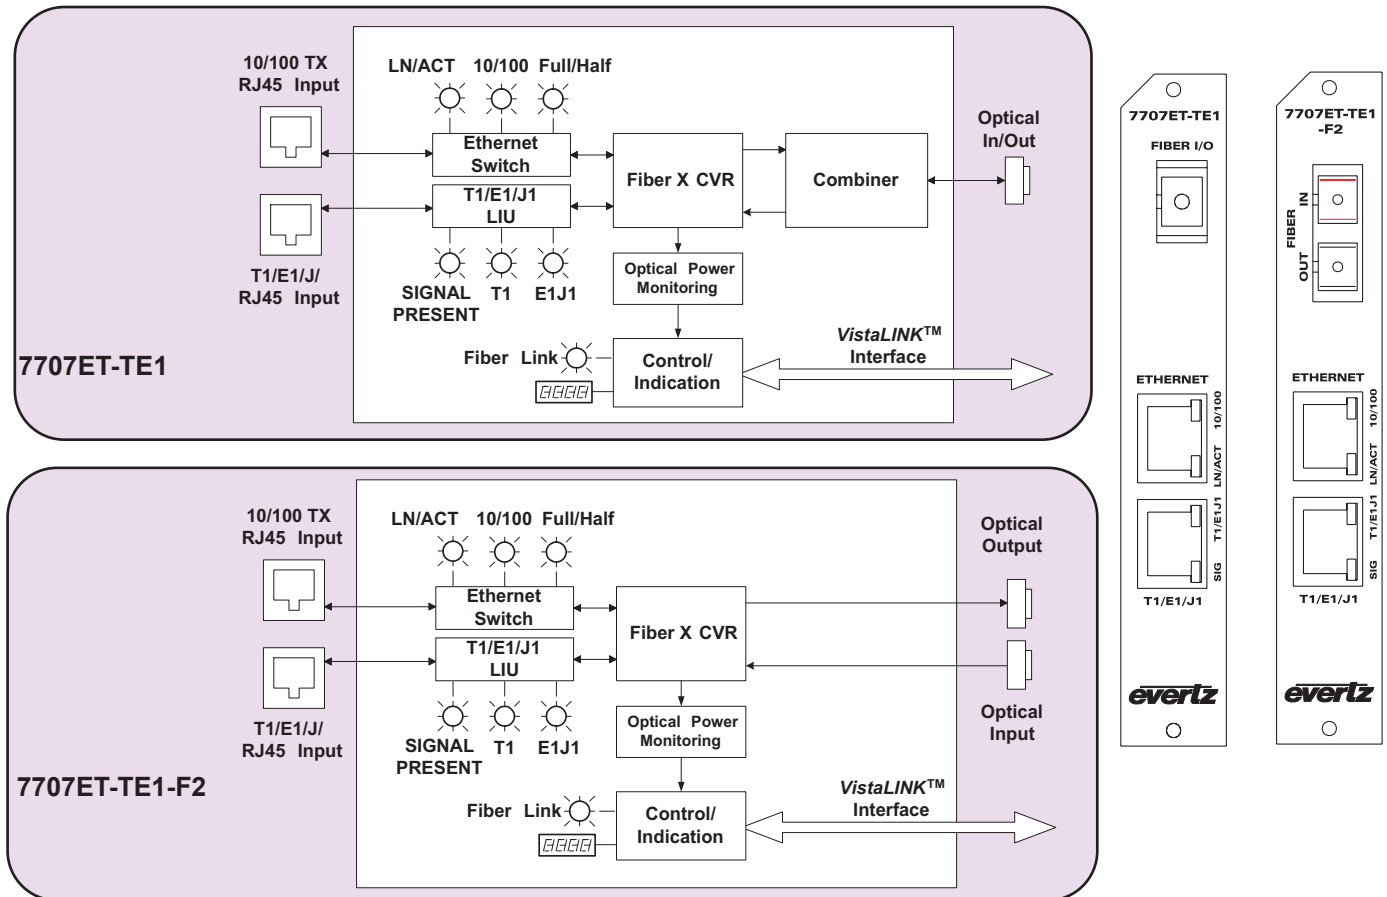 10/100 TX
RJ45 Input
LN/ACT 10/100 Full/Half
Ethernet
Switch
T1/E1/J1
LIU
T1/E1/J/
RJ45 Input
SIGNAL
PRESENT
T1
E1J1
Fiber X CVR
Combiner
Optical
In/Out
Optical Power
Monitoring
Fiber Link
Control/
Indication
VistaLINK™
Interface
7707ET-TE1
10/100 TX
RJ45 Input
LN/ACT 10/100 Full/Half
Ethernet
Switch
T1/E1/J1
LIU
T1/E1/J/
RJ45 Input
SIGNAL
PRESENT
T1
E1J1
Fiber X CVR
Optical
Output
Optical
Input
Optical Power
Monitoring
Fiber Link
Control/
Indication
VistaLINK™
Interface
7707ET-TE1-F2
7707ET-TE1
FIBER I/O
ETHERNET
10/100
LN/ACT
T1/E1J1
SIG
T1/E1/J1
evertz
7707ET-TE1
-F2
FIBER
IN
OUT
ETHERNET
10/100
LN/ACT
T1/E1J1
SIG
T1/E1/J1
evertz